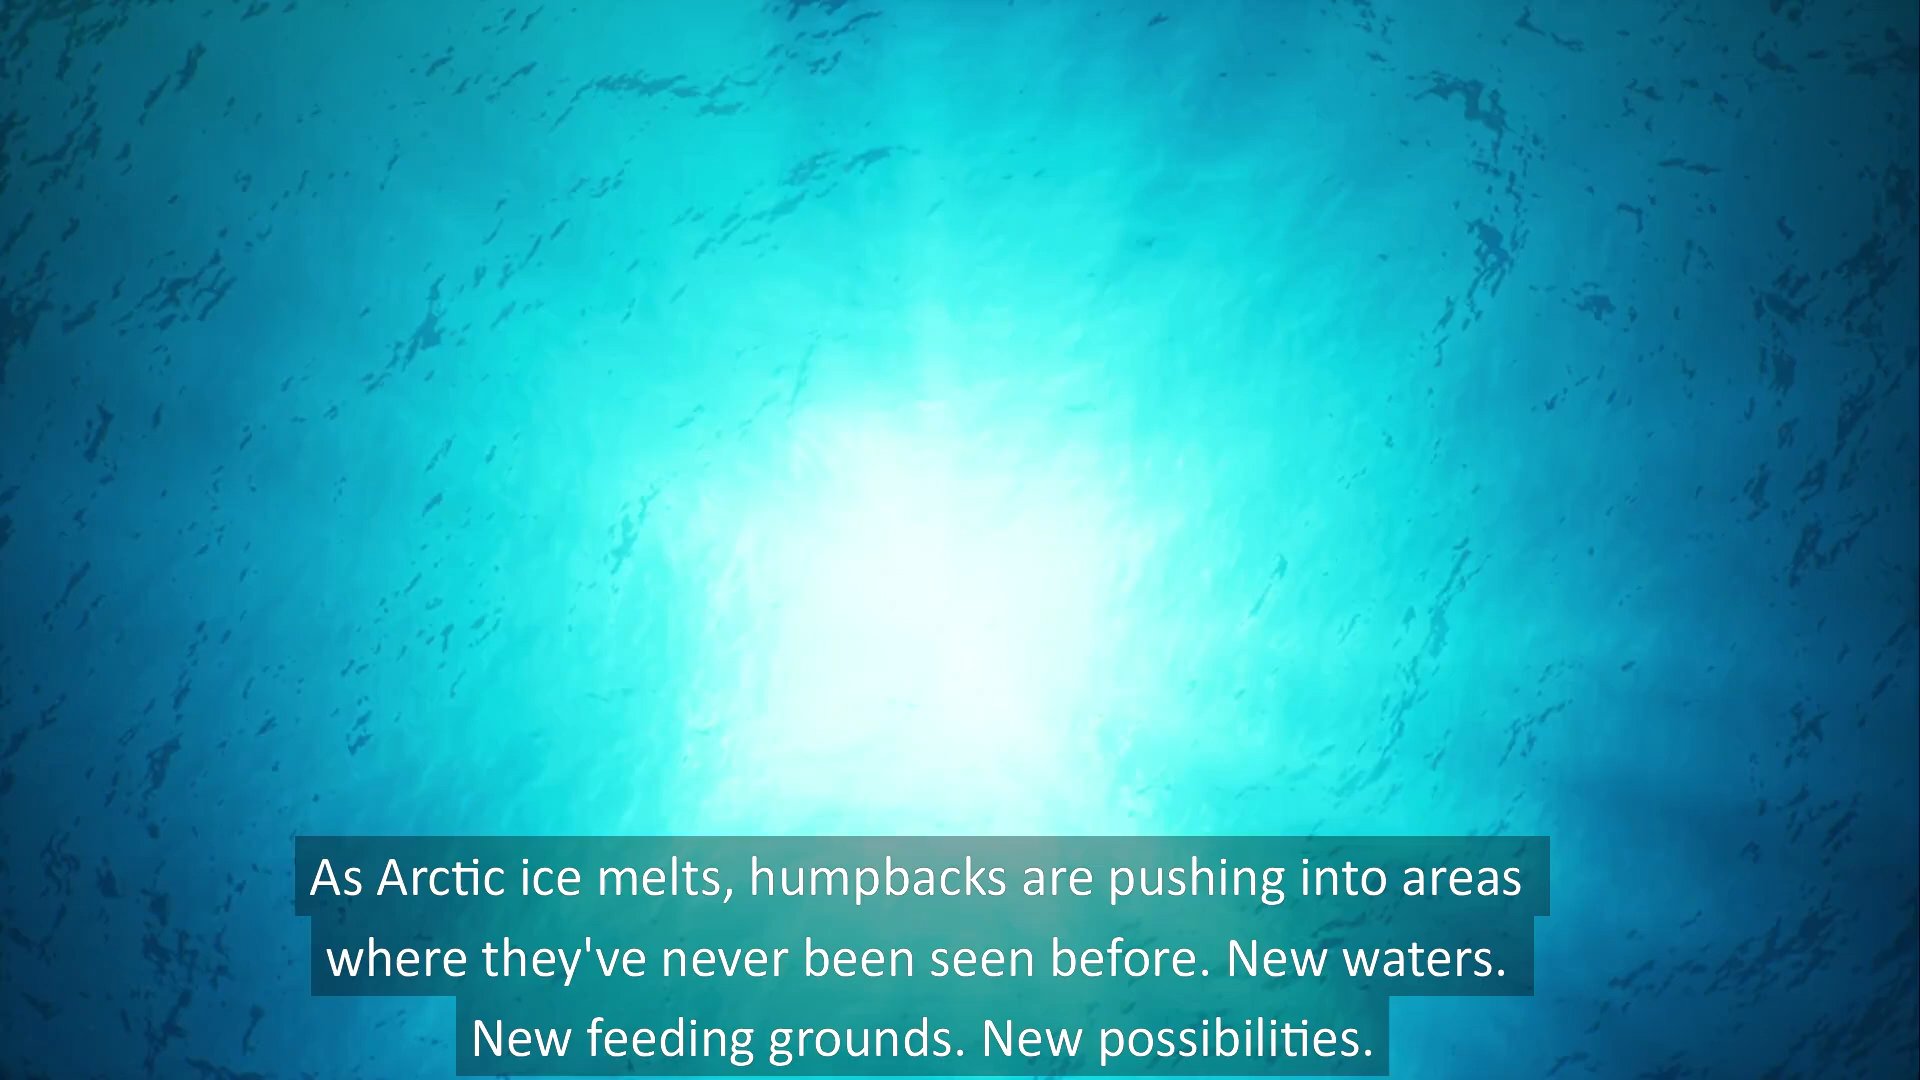 As Arctic ice melts, humpbacks are pushing into areas
where they've never been seen before. New waters.
New feeding grounds. New possibilities.